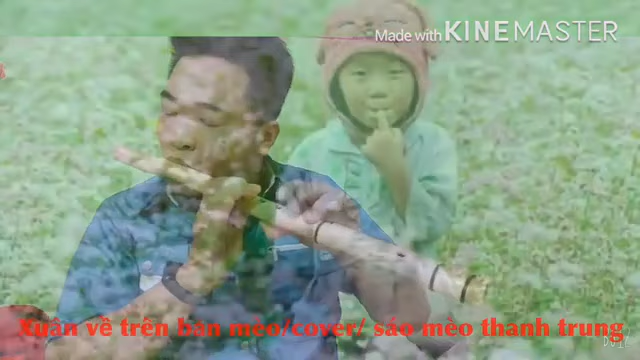 Made with KINEMASTER
Xuân về trên bản mèo/cover/ sáo mèo thanh trung